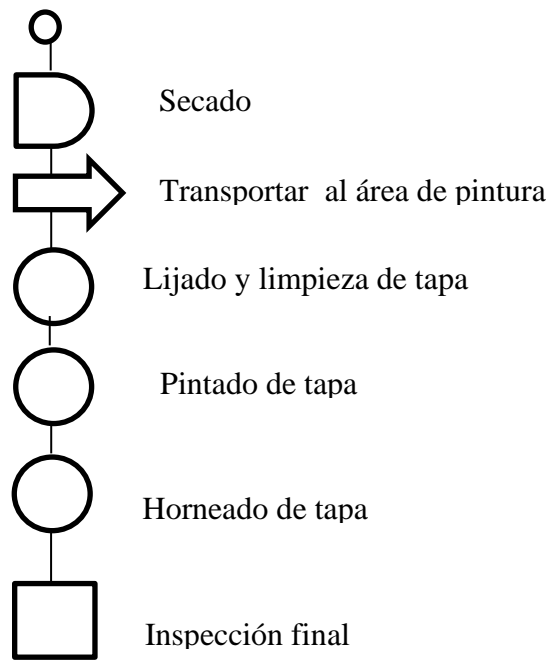 Secado
Transportar al área de pintura
Lijado y limpieza de tapa
Pintado de tapa
Horneado de tapa
Inspección final